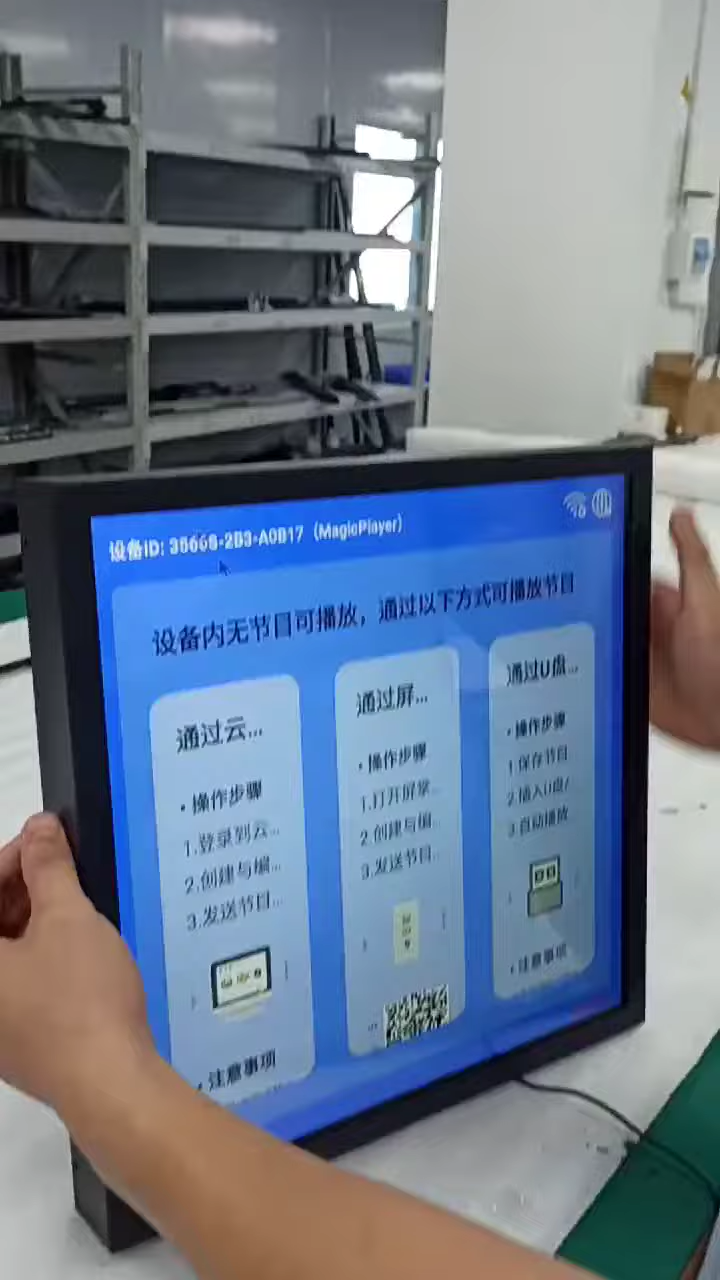 设备ID: 35668-2B3-A0B17（MagicPlayer）
设备内无节目可播放，通过以下方式可播放节目
通过云...
• 操作步骤
1.登录到云...
2.创建与编...
3.发送节目...
• 注意事项
通过屏...
• 操作步骤
1.打开屏掌...
2.创建与编...
3.发送节目...
通过U盘...
• 操作步骤
1.保存节目
2.插入U盘/
3.自动播放
• 注意事项